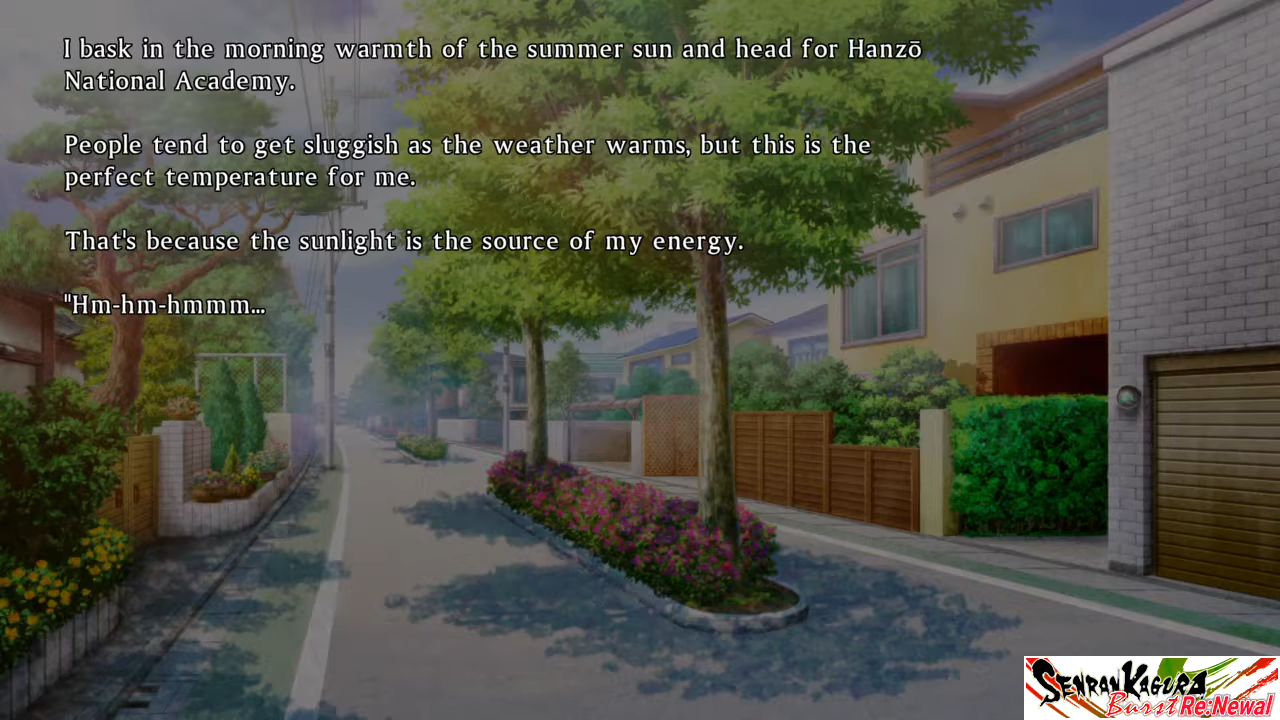 I bask in the morning warmth of the summer sun and head for Hanzō
National Academy.
People tend to get sluggish as the weather warms, but this is the
perfect temperature for me.
That's because the sunlight is the source of my energy.
"Hm-hm-hmmm...
SENRAN KAGURA
Burst Re:Newal